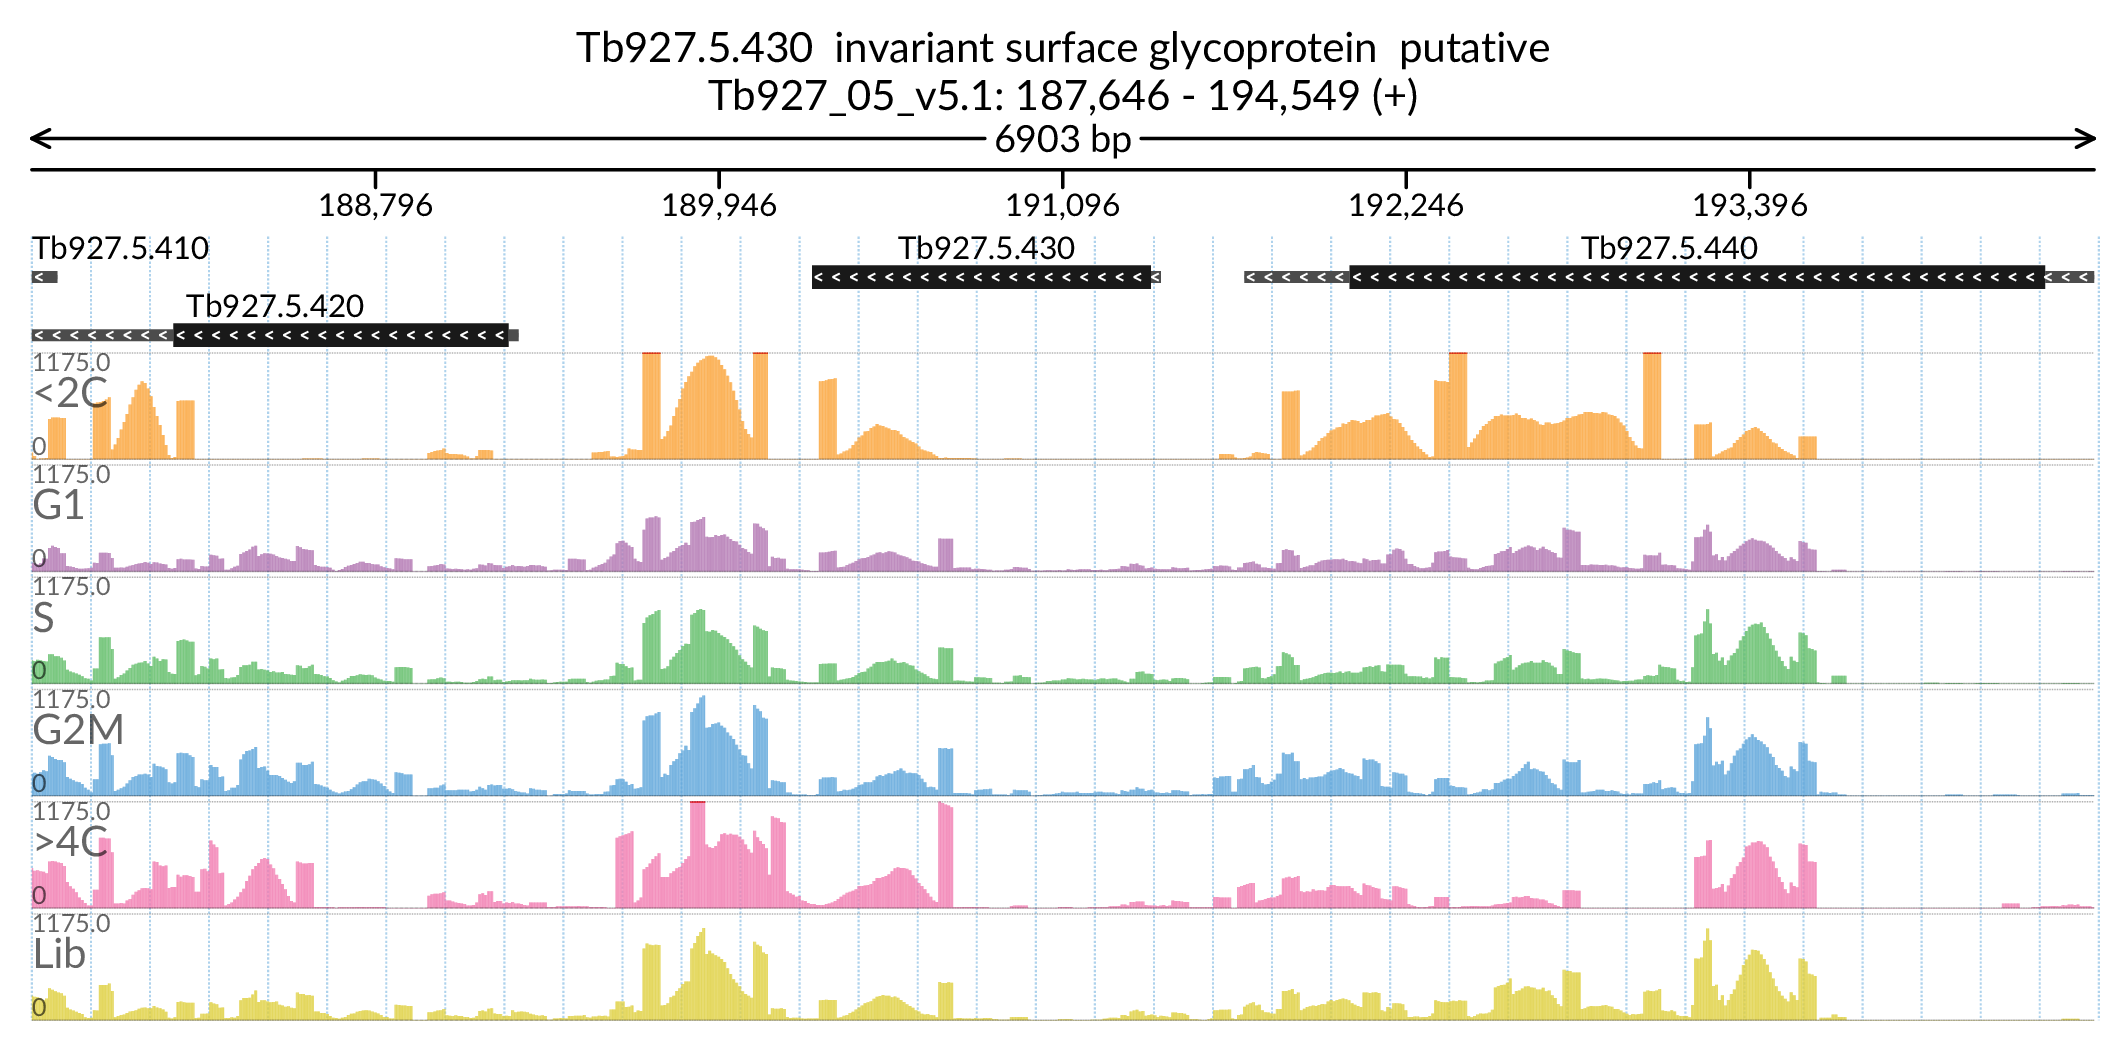 Tb927.5.430  invariant surface glycoprotein  putative
Tb927_05_v5.1: 187,646 - 194,549 (+)
6903 bp
188,796 189,946 191,096 192,246 193,396
Tb927.5.410 Tb927.5.430 Tb927.5.440
Tb927.5.420
1175.0
<2C
0
1175.0
G1
0
1175.0
S
0
1175.0
G2M
0
1175.0
>4C
0
1175.0
Lib
0